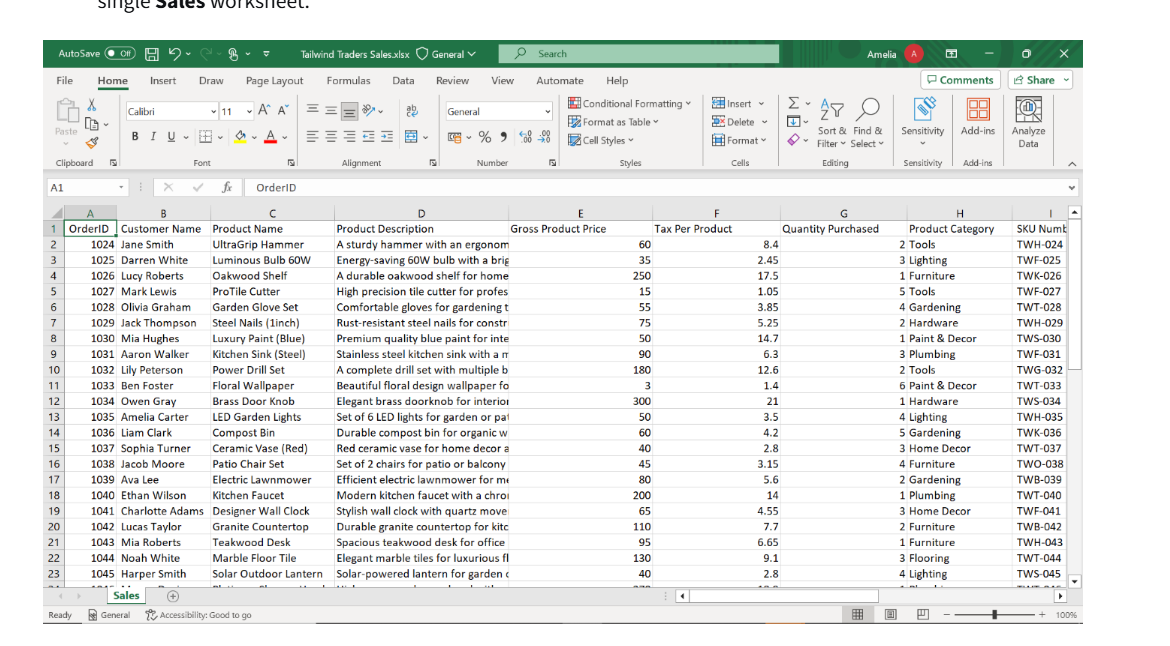 single Sales worksheet.
AutoSave Off Tailwind Traders Sales.xlsx General Search Amelia A
File Home Insert Draw Page Layout Formulas Data Review View Automate Help Comments Share
Paste Calibri 11 A^ A˅ ab General Conditional Formatting Insert Sort & Filter Find & Select Sensitivity Add-ins Analyze Data
B I U A % 9 .00 Format as Table Delete
Cell Styles Format
Clipboard Font Alignment Number Styles Cells Editing Sensitivity Add-ins
A1 fx OrderID
A B C D E F G H I
1 OrderID Customer Name Product Name Product Description Gross Product Price Tax Per Product Quantity Purchased Product Category SKU Numb
2 1024 Jane Smith UltraGrip Hammer A sturdy hammer with an ergonom 60 8.4 2 Tools TWH-024
3 1025 Darren White Luminous Bulb 60W Energy-saving 60W bulb with a brig 35 2.45 3 Lighting TWF-025
4 1026 Lucy Roberts Oakwood Shelf A durable oakwood shelf for home 250 17.5 1 Furniture TWK-026
5 1027 Mark Lewis ProTile Cutter High precision tile cutter for profes 15 1.05 5 Tools TWF-027
6 1028 Olivia Graham Garden Glove Set Comfortable gloves for gardening t 55 3.85 4 Gardening TWT-028
7 1029 Jack Thompson Steel Nails (1inch) Rust-resistant steel nails for constr 75 5.25 2 Hardware TWH-029
8 1030 Mia Hughes Luxury Paint (Blue) Premium quality blue paint for inte 50 14.7 1 Paint & Decor TWS-030
9 1031 Aaron Walker Kitchen Sink (Steel) Stainless steel kitchen sink with a m 90 6.3 3 Plumbing TWF-031
10 1032 Lily Peterson Power Drill Set A complete drill set with multiple b 180 12.6 2 Tools TWG-032
11 1033 Ben Foster Floral Wallpaper Beautiful floral design wallpaper fo 3 1.4 6 Paint & Decor TWT-033
12 1034 Owen Gray Brass Door Knob Elegant brass doorknob for interior 300 21 1 Hardware TWS-034
13 1035 Amelia Carter LED Garden Lights Set of 6 LED lights for garden or pat 50 3.5 4 Lighting TWH-035
14 1036 Liam Clark Compost Bin Durable compost bin for organic w 60 4.2 5 Gardening TWK-036
15 1037 Sophia Turner Ceramic Vase (Red) Red ceramic vase for home decor a 40 2.8 3 Home Decor TWT-037
16 1038 Jacob Moore Patio Chair Set Set of 2 chairs for patio or balcony 45 3.15 4 Furniture TWO-038
17 1039 Ava Lee Electric Lawnmower Efficient electric lawnmower for me 80 5.6 2 Gardening TWB-039
18 1040 Ethan Wilson Kitchen Faucet Modern kitchen faucet with a chro 200 14 1 Plumbing TWT-040
19 1041 Charlotte Adams Designer Wall Clock Stylish wall clock with quartz move 65 4.55 3 Home Decor TWF-041
20 1042 Lucas Taylor Granite Countertop Durable granite countertop for kitc 110 7.7 2 Furniture TWB-042
21 1043 Mia Roberts Teakwood Desk Spacious teakwood desk for office 95 6.65 1 Furniture TWH-043
22 1044 Noah White Marble Floor Tile Elegant marble tiles for luxurious fl 130 9.1 3 Flooring TWT-044
23 1045 Harper Smith Solar Outdoor Lantern Solar-powered lantern for garden o 40 2.8 4 Lighting TWS-045
Sales
Ready General Accessibility: Good to go 100%